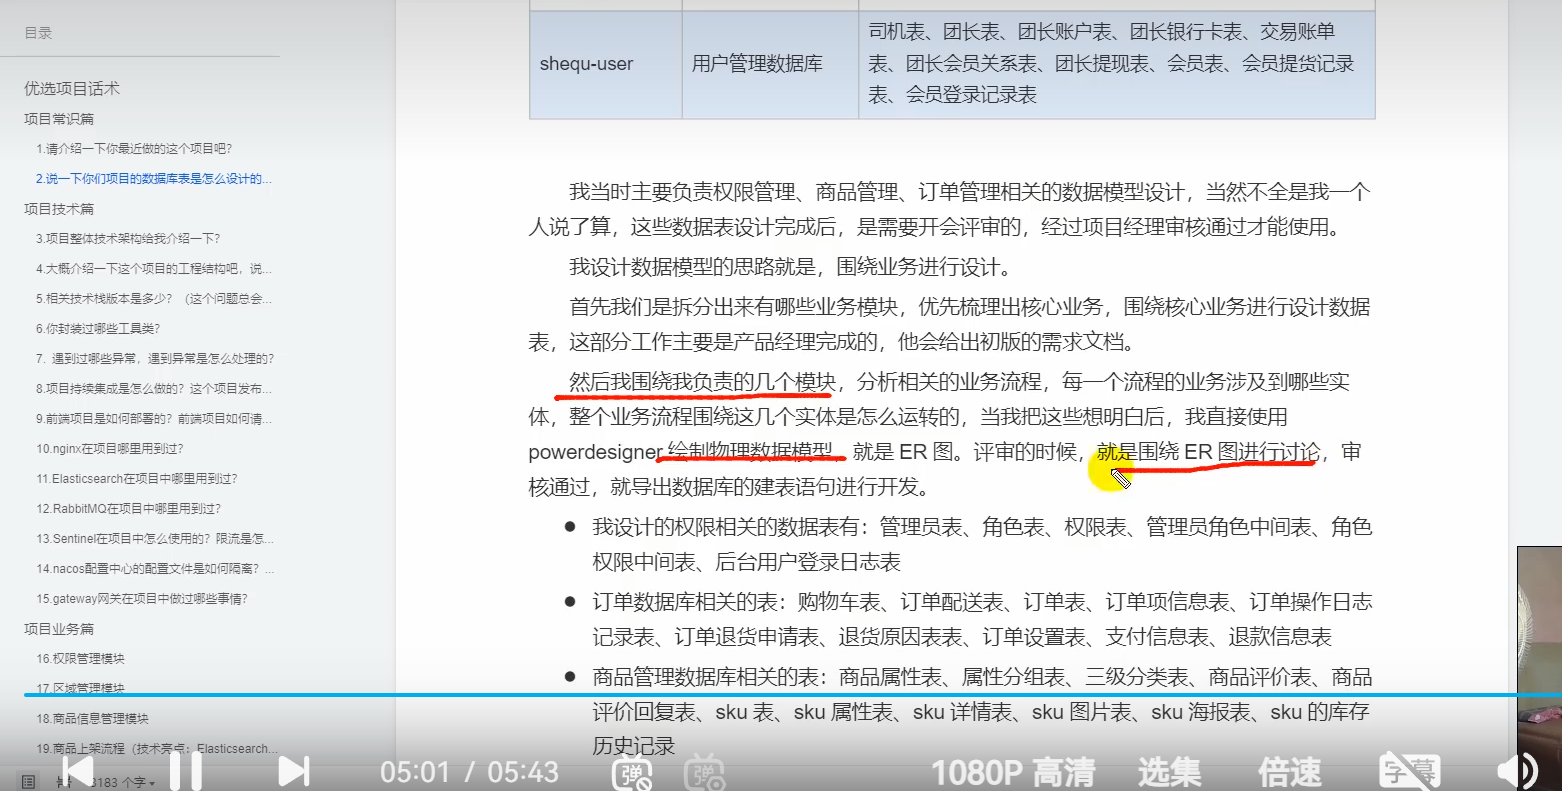 目录
优选项目话术
项目常识篇
1.请介绍一下你最近做的这个项目吧?
2.说一下你们项目的数据库表是怎么设计的...
项目技术篇
3.项目整体技术架构给我介绍一下?
4.大概介绍一下这个项目的工程结构吧，说...
5.相关技术栈版本是多少？（这个问题总会...
6.你封装过哪些工具类?
7. 遇到过哪些异常，遇到异常是怎么处理的?
8.项目持续集成是怎么做的？这个项目发布...
9.前端项目是如何部署的？前端项目如何请...
10.nginx在项目哪里用到过?
11.Elasticsearch在项目中哪里用到过?
12.RabbitMQ在项目中哪里用到过?
13.Sentinel在项目中怎么使用的？限流是怎...
14.nacos配置中心的配置文件是如何隔离？...
15.gateway网关在项目中做过哪些事情?
项目业务篇
16.权限管理模块
17.区域管理模块
18.商品信息管理模块
19.商品上架流程（技术亮点：Elasticsearch...
3183 个字
shequ-user
用户管理数据库
司机表、团长表、团长账户表、团长银行卡表、交易账单
表、团长会员关系表、团长提现表、会员表、会员提货记录
表、会员登录记录表
我当时主要负责权限管理、商品管理、订单管理相关的数据模型设计，当然不全是我一个
人说了算，这些数据表设计完成后，是需要开会评审的，经过项目经理审核通过才能使用。
我设计数据模型的思路就是，围绕业务进行设计。
首先我们是拆分出来有哪些业务模块，优先梳理出核心业务，围绕核心业务进行设计数据
表，这部分工作主要是产品经理完成的，他会给出初版的需求文档。
然后我围绕我负责的几个模块，分析相关的业务流程，每一个流程的业务涉及到哪些实
体，整个业务流程围绕这几个实体是怎么运转的，当我把这些想明白后，我直接使用
powerdesigner 绘制物理数据模型，就是 ER 图。评审的时候，就是围绕 ER 图进行讨论，审
核通过，就导出数据库的建表语句进行开发。
● 我设计的权限相关的数据表有：管理员表、角色表、权限表、管理员角色中间表、角色
权限中间表、后台用户登录日志表
● 订单数据库相关的表：购物车表、订单配送表、订单表、订单项信息表、订单操作日志
记录表、订单退货申请表、退货原因表表、订单设置表、支付信息表、退款信息表
● 商品管理数据库相关的表：商品属性表、属性分组表、三级分类表、商品评价表、商品
评价回复表、sku 表、sku 属性表、sku 详情表、sku 图片表、sku 海报表、sku 的库存
历史记录
05:01 / 05:43
弹
弹
1080P 高清
选集
倍速
字幕